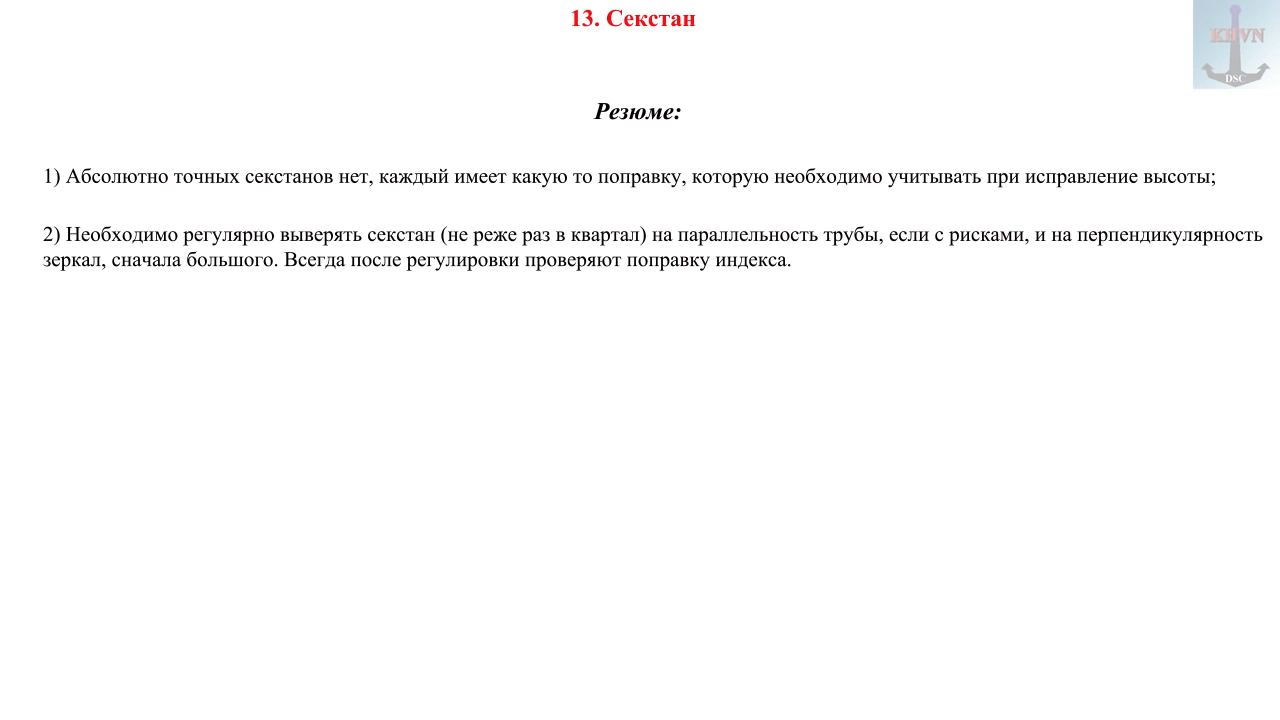 13. Секстан
KHVN
DSC
Резюме:
1) Абсолютно точных секстанов нет, каждый имеет какую то поправку, которую необходимо учитывать при исправление высоты;
2) Необходимо регулярно выверять секстан (не реже раз в квартал) на параллельность трубы, если с рисками, и на перпендикулярность
зеркал, сначала большого. Всегда после регулировки проверяют поправку индекса.